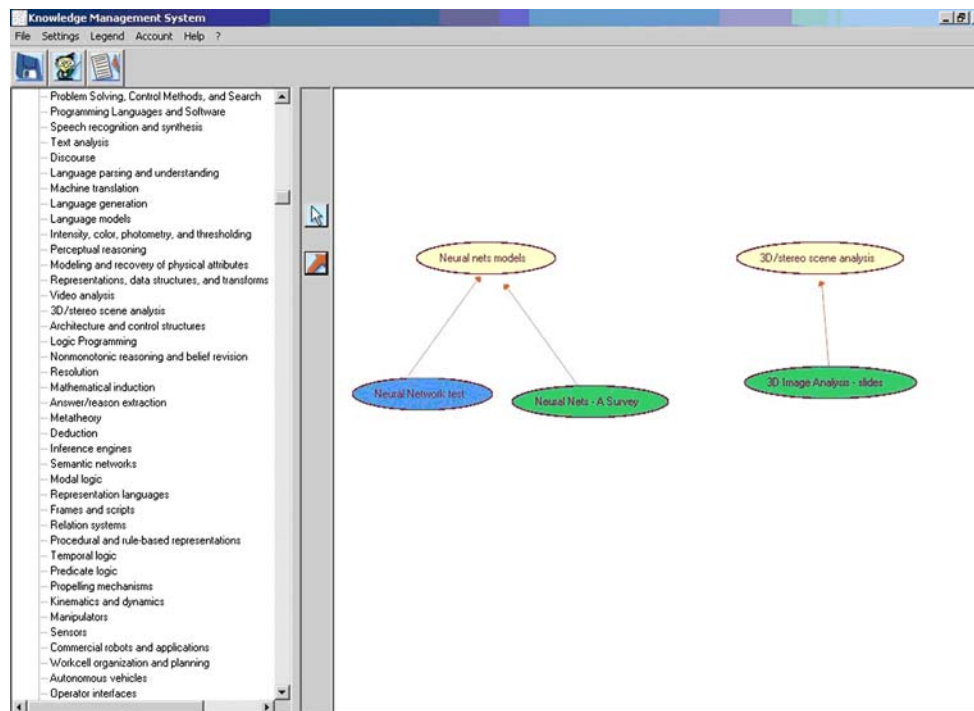 Knowledge Management System
File Settings Legend Account Help ?
Problem Solving, Control Methods, and Search
Programming Languages and Software
Speech recognition and synthesis
Text analysis
Discourse
Language parsing and understanding
Machine translation
Language generation
Language models
Intensity, color, photometry, and thresholding
Perceptual reasoning
Modeling and recovery of physical attributes
Representations, data structures, and transforms
Video analysis
3D/stereo scene analysis
Architecture and control structures
Logic Programming
Nonmonotonic reasoning and belief revision
Resolution
Mathematical induction
Answer/reason extraction
Metatheory
Deduction
Inference engines
Semantic networks
Modal logic
Representation languages
Frames and scripts
Relation systems
Procedural and rule-based representations
Temporal logic
Predicate logic
Propelling mechanisms
Kinematics and dynamics
Manipulators
Sensors
Commercial robots and applications
Workcell organization and planning
Autonomous vehicles
Operator interfaces
Neural nets models
3D/stereo scene analysis
Neural Network test
Neural Nets - A Survey
3D Image Analysis - slides